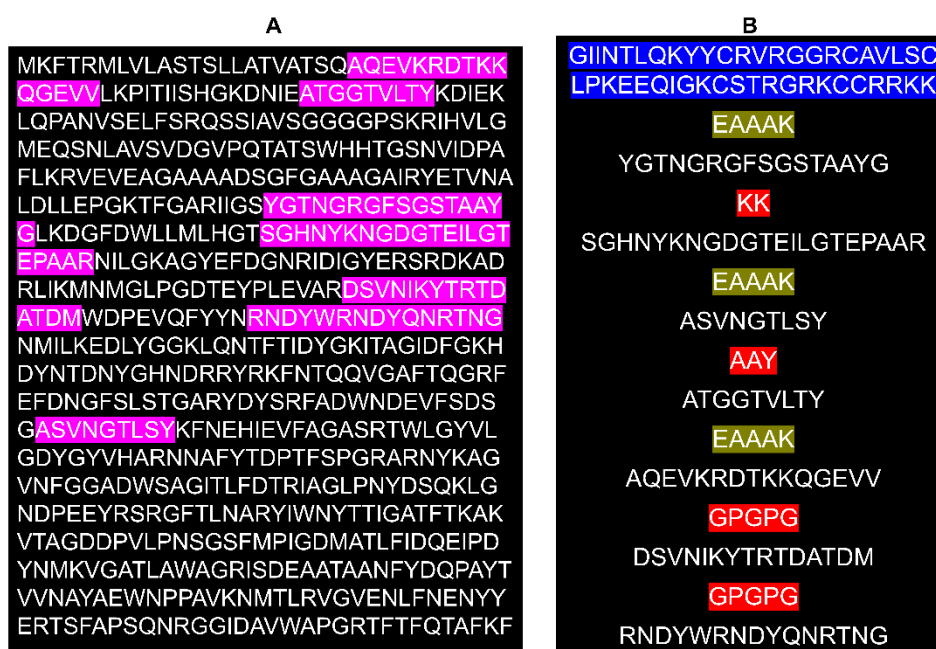 A
MKFTRMLVLASTSLLATVATSQAQEVKRDTKK
QGEVVLKPITIISHGKDNIEATGGTVLTYKDIEK
LQPANVSELFSRQSSIAVSGGGGPSKRIHVLG
MEQSNLAVSVDGVPQTATSWHHTGSNVIDPA
FLKRVEVEAGAAAADSGFGAAAGAIRYETVNA
LDLLEPGKTFGARIIGSYGTNGRGFSGSTAAY
GLKDGFDWLLMLHGTSGHNYKNGDGTEILGT
EPAARNILGKAGYEFDGNRIDIGYERSRDKAD
RLIKMNMGLPGDTEYPLEVARDSVNIKYTRTD
ATDMWDPEVQFYYNRNDYWRNDYQNRTNG
NMILKEDLYGGKLQNTFTIDYGKITAGIDFGKH
DYNTDNYGHNDRRYRKFNTQQVGAFTQGRF
EFDNGFSLSTGARYDYSRFADWNDEVFSDS
GASVNGTLSYKFNEHIEVFAGASRTWLGYVL
GDYGYVHARNNAFYTDPTFSPGRARNYKAG
VNFGGADWSAGITLFDTRIAGLPNYDSQKLG
NDPEEYRSRGFTLNARYIWNYTTIGATFTKAK
VTAGDDPVLPNSGSFMPIGDMATLFIDQEIPD
YNMKVGATLAWAGRISDEAATAANFYDQPAYT
VVNAYAEWNPPAVKNMTLRVGVENLFNENYY
ERTSFAPSQNRGGIDAVWAPGRTFTFQTAFKF
B
GIINTLQKYYCRVRGGRCAVLSC
LPKEEQIGKCSTRGRKCCRRKK
EAAAK
YGTNGRGFSGSTAAYG
KK
SGHNYKNGDGTEILGTEPAAR
EAAAK
ASVNGTLSY
AAY
ATGGTVLTY
EAAAK
AQEVKRDTKKQGEVV
GPGPG
DSVNIKYTRTDATDM
GPGPG
RNDYWRNDYQNRTNG